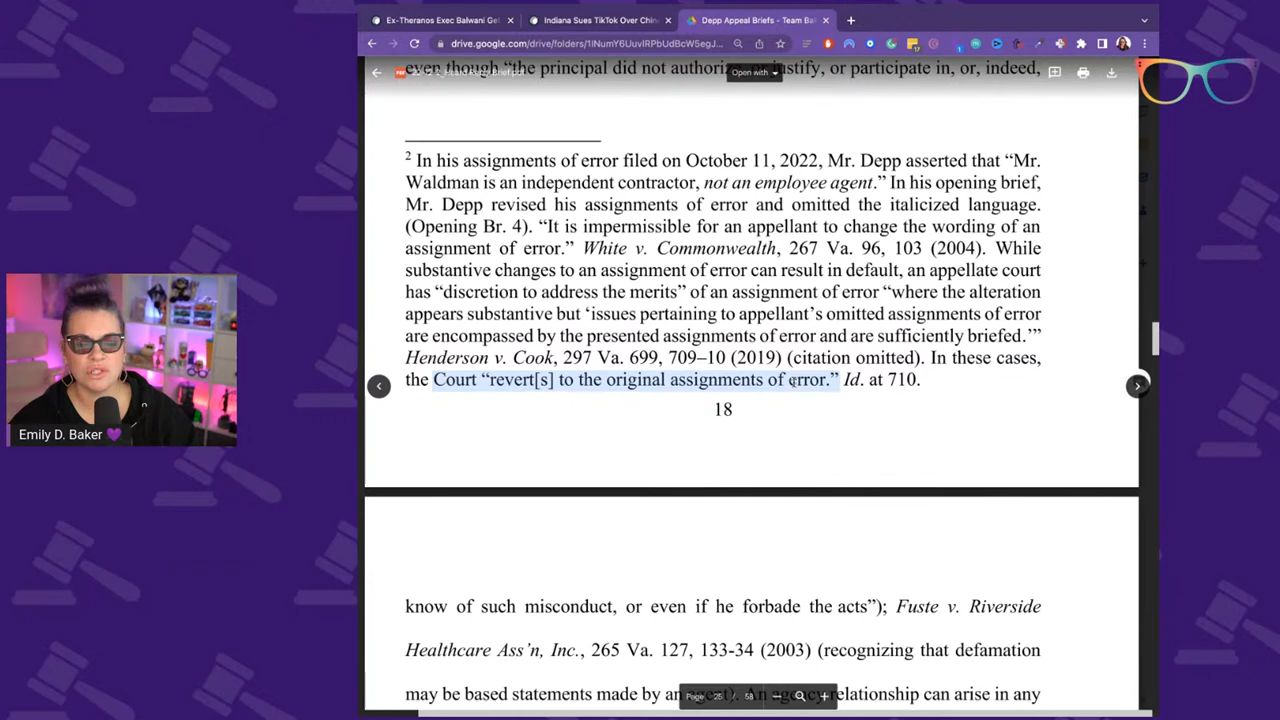 Ex-Theranos Exec Balwani Get
Indiana Sues TikTok Over Chin
Depp Appeal Briefs - Team Ba
drive.google.com/drive/folders/1lNumY6UuvIRPbUdBcW5egJ...
even though “the principal did not authorize, or justify, or participate in, or, indeed,
Open with
2 In his assignments of error filed on October 11, 2022, Mr. Depp asserted that “Mr.
Waldman is an independent contractor, not an employee agent.” In his opening brief,
Mr. Depp revised his assignments of error and omitted the italicized language.
(Opening Br. 4). “It is impermissible for an appellant to change the wording of an
assignment of error.” White v. Commonwealth, 267 Va. 96, 103 (2004). While
substantive changes to an assignment of error can result in default, an appellate court
has “discretion to address the merits” of an assignment of error “where the alteration
appears substantive but ‘issues pertaining to appellant’s omitted assignments of error
are encompassed by the presented assignments of error and are sufficiently briefed.’”
Henderson v. Cook, 297 Va. 699, 709–10 (2019) (citation omitted). In these cases,
the Court “revert[s] to the original assignments of error.” Id. at 710.
18
Emily D. Baker 💜
know of such misconduct, or even if he forbade the acts”); Fuste v. Riverside
Healthcare Ass’n, Inc., 265 Va. 127, 133-34 (2003) (recognizing that defamation
may be based statements made by an agent). An agency relationship can arise in any
Page 25 / 58